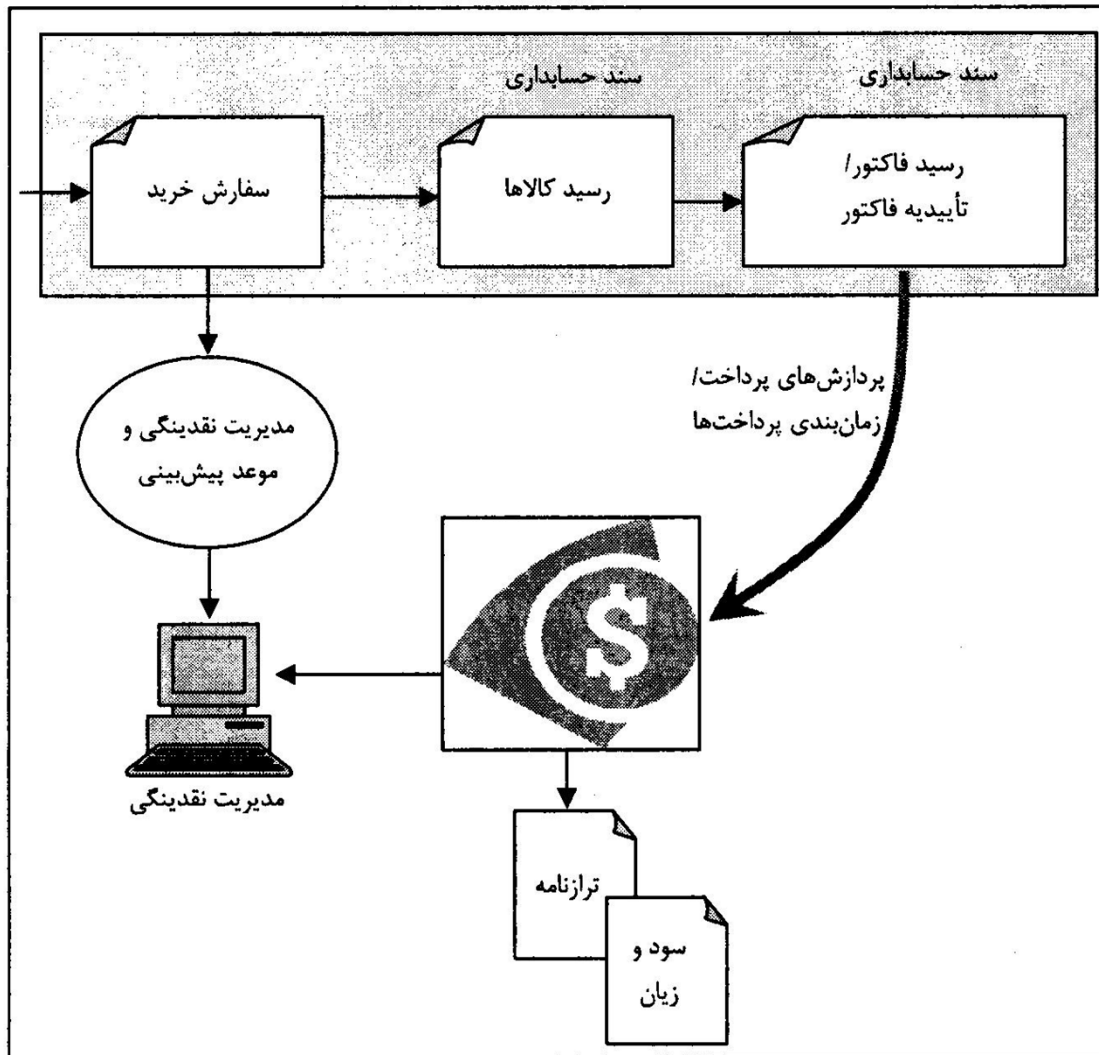 سند حسابداری
سند حسابداری
سفارش خرید
رسید کالاها
رسید فاکتور/
تأییدیه فاکتور
پردازش‌های پرداخت/
زمان‌بندی پرداخت‌ها
مدیریت نقدینگی و
موعد پیش‌بینی
$
مدیریت نقدینگی
ترازنامه
سود و
زیان